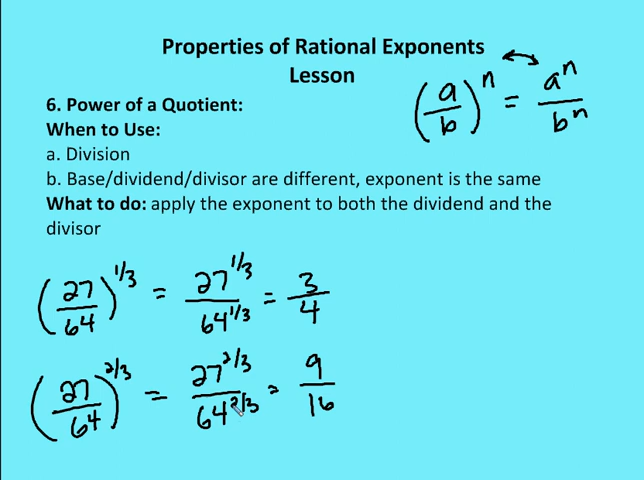 Properties of Rational Exponents
Lesson
(a/b)^n = a^n/b^n
6. Power of a Quotient:
When to Use:
a. Division
b. Base/dividend/divisor are different, exponent is the same
What to do: apply the exponent to both the dividend and the
divisor
(27/64)^1/3 = 27^1/3/64^1/3 = 3/4
(27/64)^2/3 = 27^2/3/64^2/3 = 9/16